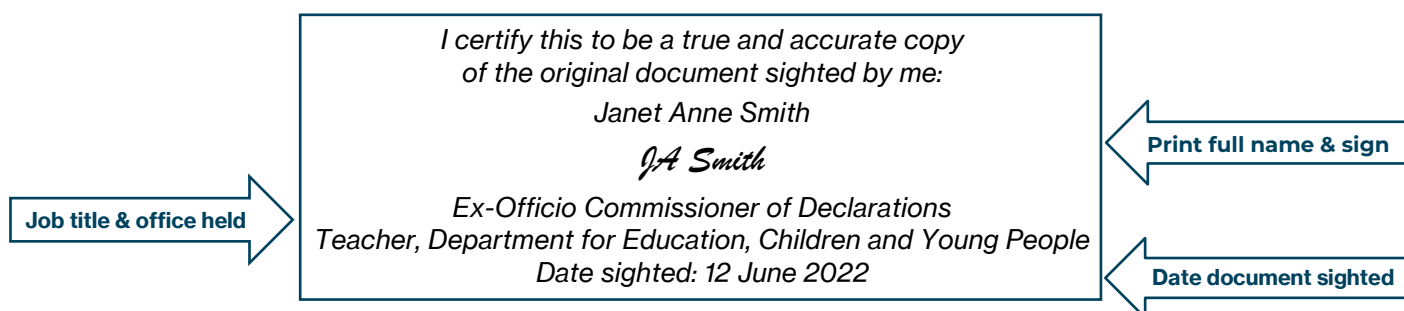 I certify this to be a true and accurate copy
of the original document sighted by me:
Janet Anne Smith
JA Smith
Print full name & sign
Job title & office held
Ex-Officio Commissioner of Declarations
Teacher, Department for Education, Children and Young People
Date sighted: 12 June 2022
Date document sighted